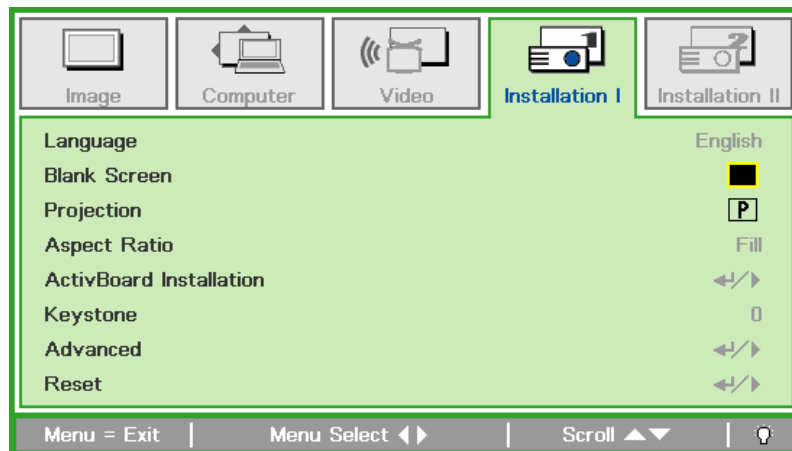 Image Computer Video Installation I Installation II
Language English
Blank Screen
Projection P
Aspect Ratio Fill
ActivBoard Installation
Keystone 0
Advanced
Reset
Menu = Exit | Menu Select | Scroll |